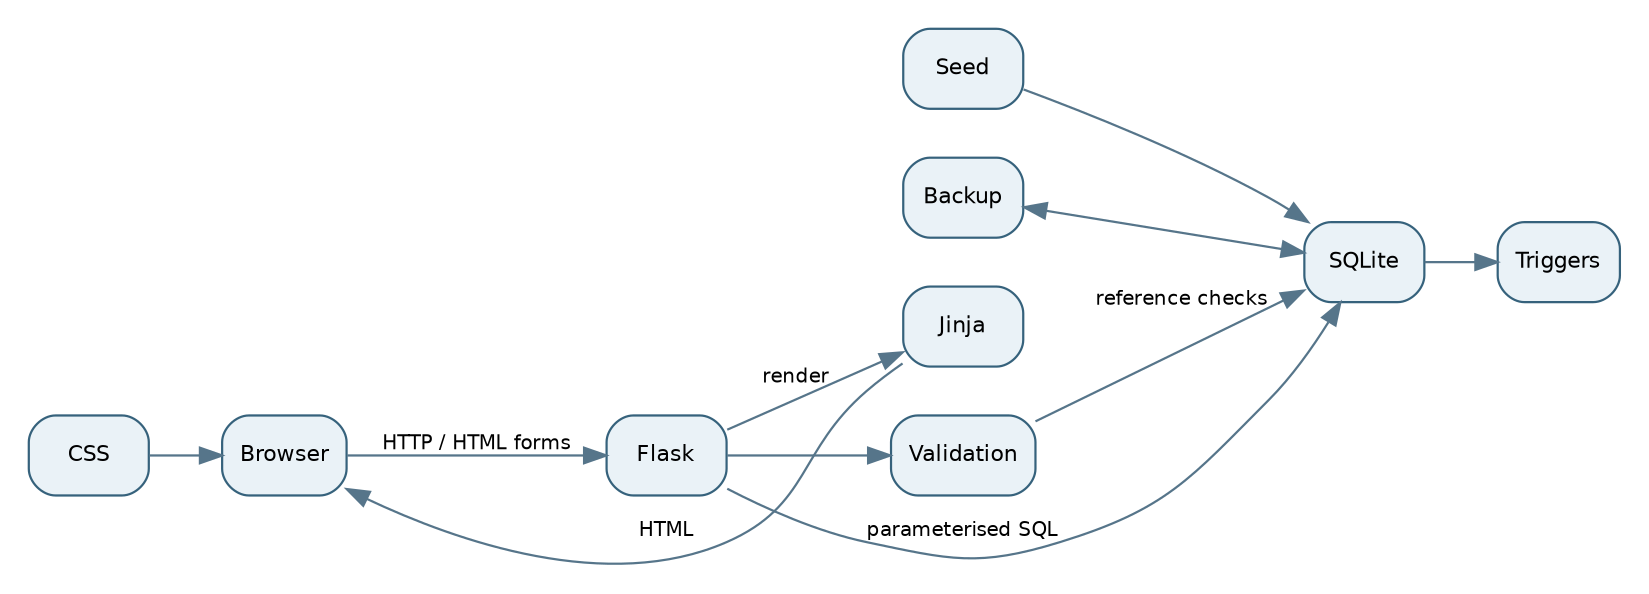 Seed
Backup
SQLite
Triggers
reference checks
Jinja
render
CSS
Browser
HTTP / HTML forms
Flask
Validation
HTML
parameterised SQL